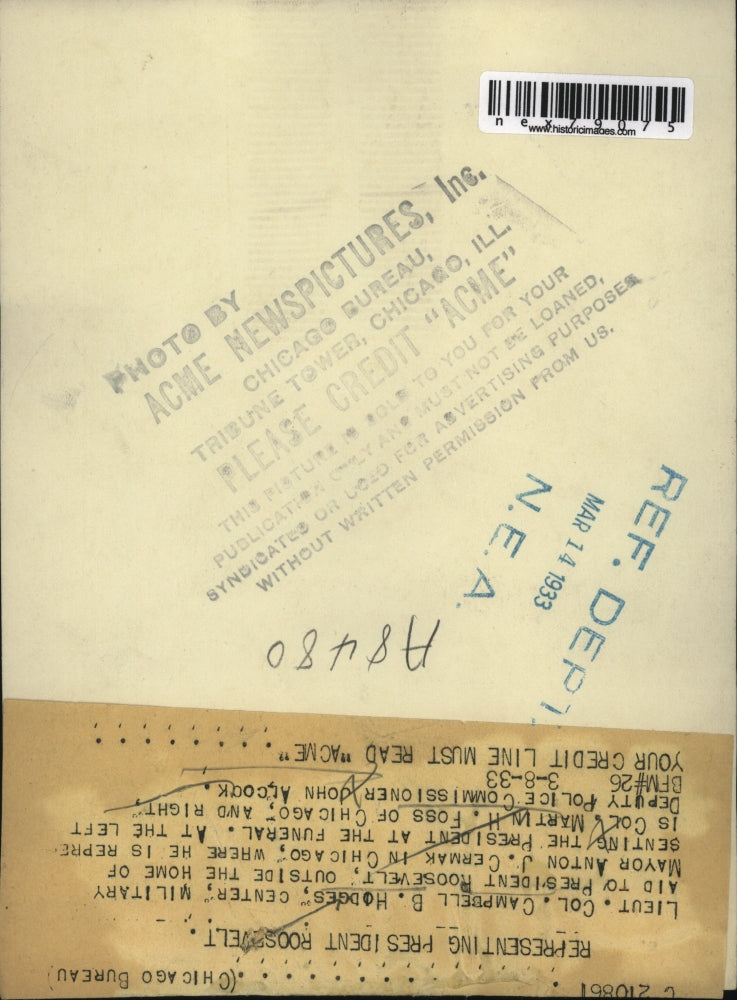 nex79075
www.historicimages.com
PHOTO BY
ACME NEWSPICTURES, Inc.
CHICAGO BUREAU,
TRIBUNE TOWER, CHICAGO, ILL.
PLEASE CREDIT "ACME"
THIS PICTURE IS SOLD TO YOU FOR YOUR
PUBLICATION ONLY AND MUST NOT BE LOANED,
SYNDICATED OR USED FOR ADVERTISING PURPOSES
WITHOUT WRITTEN PERMISSION FROM US.
REF. DEPT.
MAR 14 1933
N.E.A.
A8480
C 210861 (CHICAGO BUREAU)
REPRESENTING PRESIDENT ROOSEVELT.
LIEUT. COL. CAMPBELL B. HODGES, CENTER, MILITARY
AID TO PRESIDENT ROOSEVELT, OUTSIDE THE HOME OF
MAYOR ANTON J. CERMAK IN CHICAGO, WHERE HE IS REPRE-
SENTING THE PRESIDENT AT THE FUNERAL. AT THE LEFT
IS COL. MARTIN H. FOSS OF CHICAGO, AND RIGHT,
DEPUTY POLICE COMMISSIONER JOHN ALCOCK.
BFM#26 3-8-33
YOUR CREDIT LINE MUST READ "ACME"